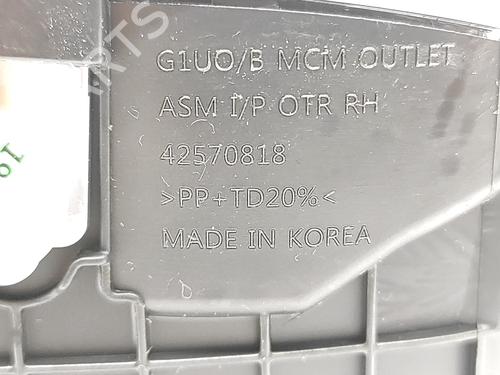 G1UO/B MCM OUTLET
ASM I/P OTR RH
42570818
>PP+TD20%<
MADE IN KOREA